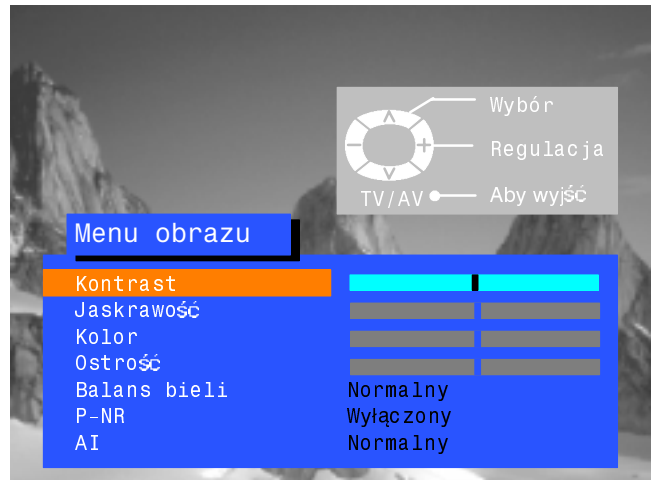 Wybór
Regulacja
TV/AV Aby wyjść
Menu obrazu
Kontrast
Jaskrawość
Kolor
Ostrość
Balans bieli Normalny
P-NR Wyłączony
AI Normalny